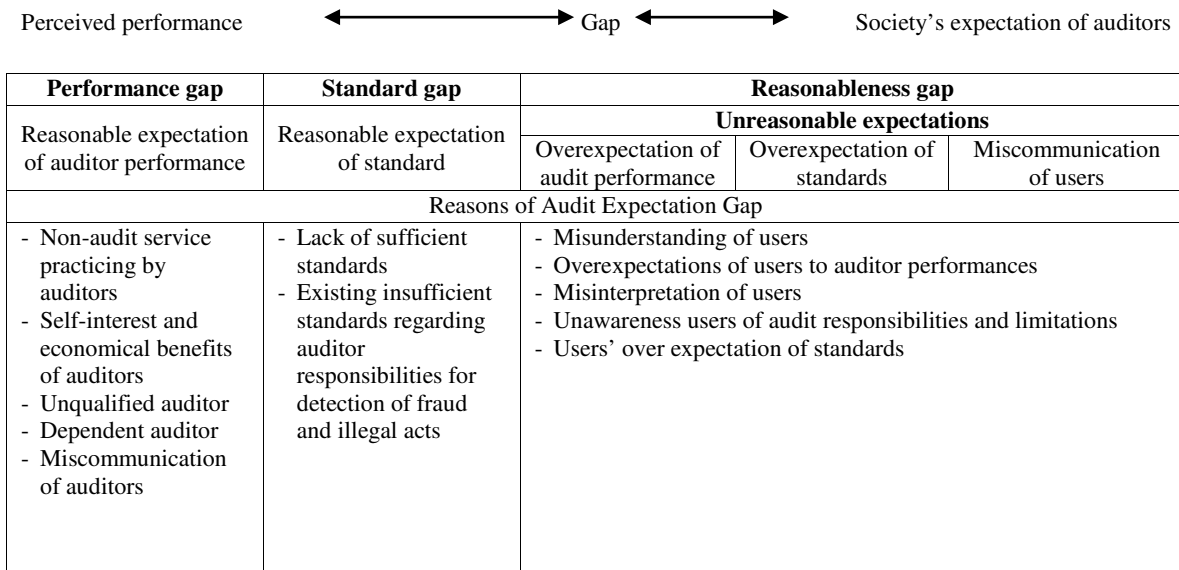 Perceived performance Gap Society's expectation of auditors
Performance gap Standard gap Reasonableness gap
Reasonable expectation of auditor performance
Reasonable expectation of standard
Unreasonable expectations
Overexpectation of audit performance
Overexpectation of standards
Miscommunication of users
Reasons of Audit Expectation Gap
- Non-audit service
practicing by
auditors
- Self-interest and
economical benefits
of auditors
- Unqualified auditor
- Dependent auditor
- Miscommunication
of auditors
- Lack of sufficient
standards
- Existing insufficient
standards regarding
auditor
responsibilities for
detection of fraud
and illegal acts
- Misunderstanding of users
- Overexpectations of users to auditor performances
- Misinterpretation of users
- Unawareness users of audit responsibilities and limitations
- Users' over expectation of standards